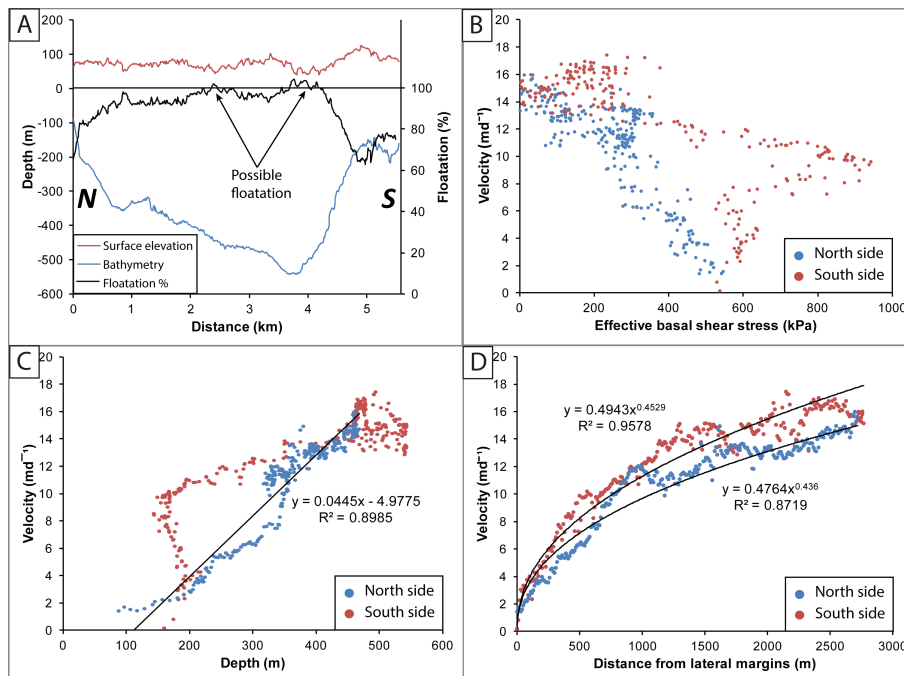 A
200
100
0
-100
-200
-300
-400
-500
-600
Depth (m)
100
80
60
40
20
0
Floatation (%)
Possible
floatation
N
S
Surface elevation
Bathymetry
Floatation %
0 1 2 3 4 5
Distance (km)
B
18
16
14
12
10
8
6
4
2
0
Velocity (md⁻¹)
North side
South side
0 200 400 600 800 1000
Effective basal shear stress (kPa)
C
20
18
16
14
12
10
8
6
4
2
0
Velocity (md⁻¹)
y = 0.0445x - 4.9775
R² = 0.8985
North side
South side
0 100 200 300 400 500 600
Depth (m)
D
20
18
16
14
12
10
8
6
4
2
0
Velocity (md⁻¹)
y = 0.4943x^0.4529
R² = 0.9578
y = 0.4764x^0.436
R² = 0.8719
North side
South side
0 500 1000 1500 2000 2500 3000
Distance from lateral margins (m)